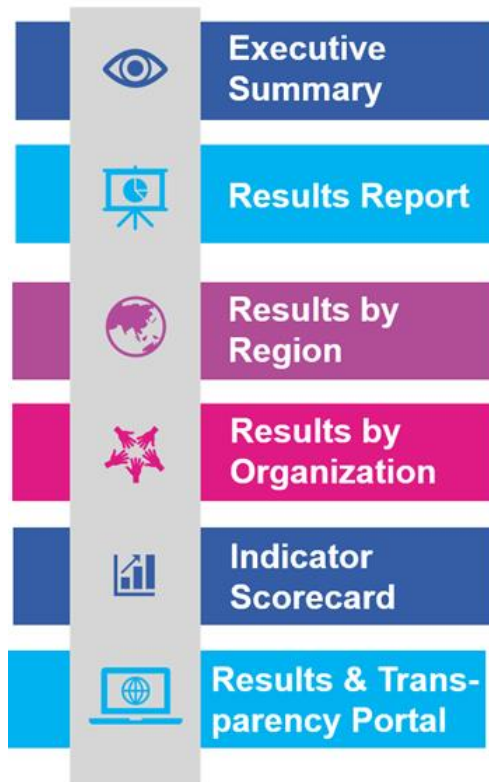 Executive
Summary
Results Report
Results by
Region
Results by
Organization
Indicator
Scorecard
Results & Trans-
parency Portal